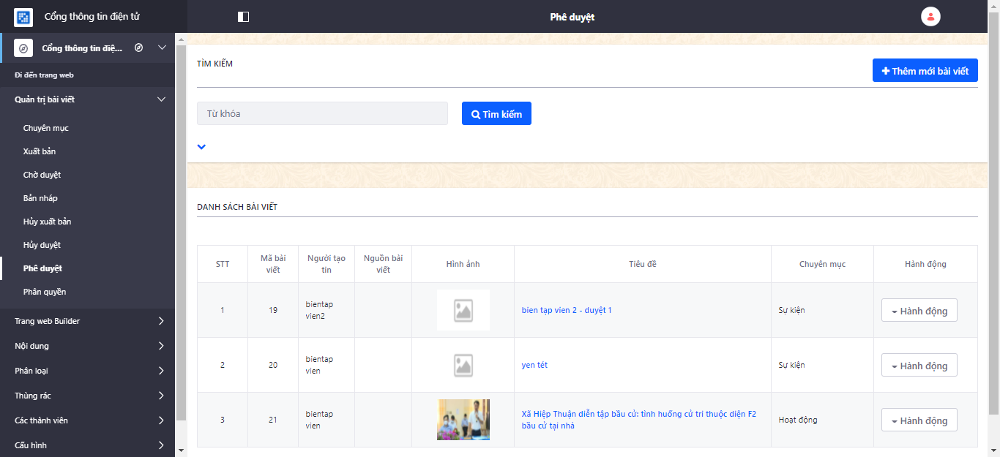 Cổng thông tin điện tử
Phê duyệt
Cổng thông tin điệ...
Đi đến trang web
Quản trị bài viết
Chuyên mục
Xuất bản
Chờ duyệt
Bản nháp
Hủy xuất bản
Hủy duyệt
Phê duyệt
Phân quyền
Trang web Builder
Nội dung
Phân loại
Thùng rác
Các thành viên
Cấu hình
TÌM KIẾM
Thêm mới bài viết
Từ khóa
Tìm kiếm
DANH SÁCH BÀI VIẾT
STT Mã bài viết Người tạo tin Nguồn bài viết Hình ảnh Tiêu đề Chuyên mục Hành động
1 19 bientap vien2 bien tạp vien 2 - duyệt 1 Sự kiện Hành động
2 20 bientap vien yen tét Sự kiện Hành động
3 21 bientap vien Xã Hiệp Thuận diễn tập bầu cử: tình huống cử tri thuộc diện F2 bầu cử tại nhà Hoạt động Hành động